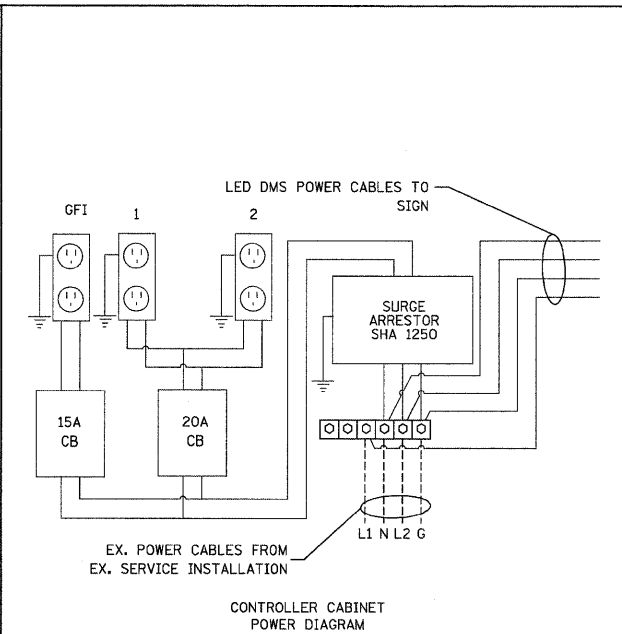 LED DMS POWER CABLES TO
SIGN
GFI 1 2
SURGE
ARRESTOR
SHA 1250
15A
CB
20A
CB
L1 N L2 G
EX. POWER CABLES FROM
EX. SERVICE INSTALLATION
CONTROLLER CABINET
POWER DIAGRAM